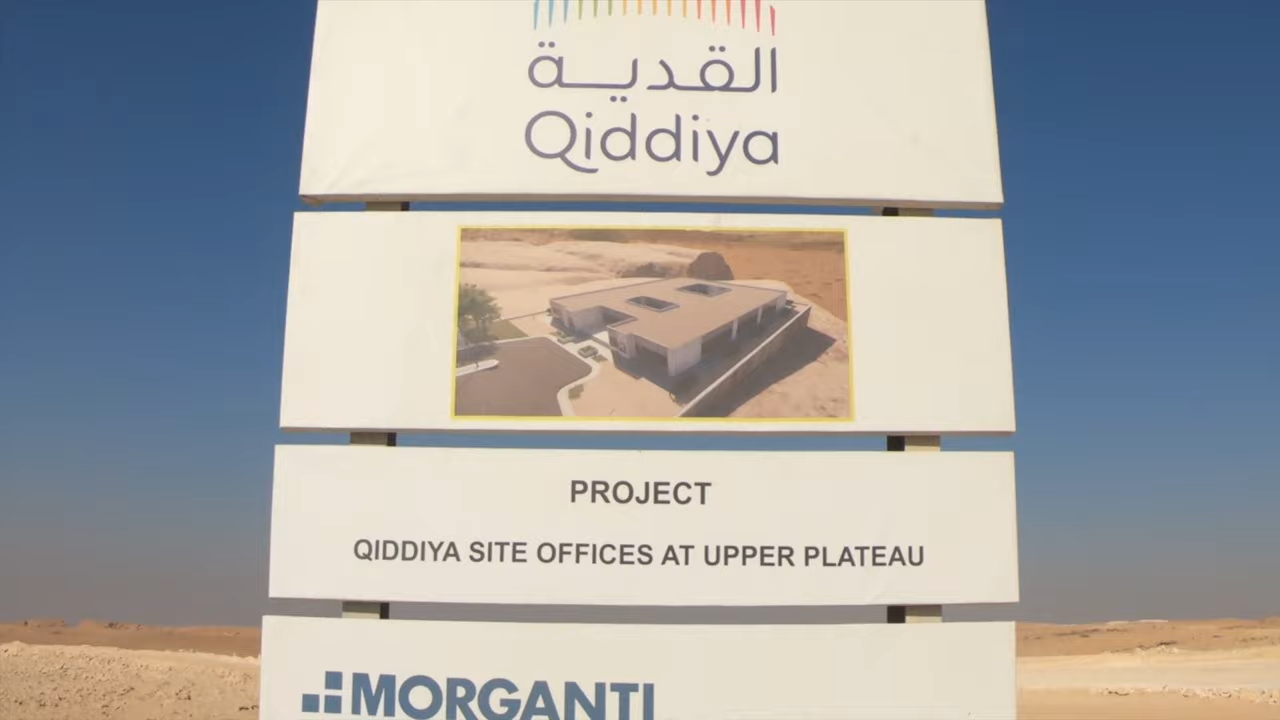 القدية
Qiddiya
PROJECT
QIDDIYA SITE OFFICES AT UPPER PLATEAU
MORGANTI